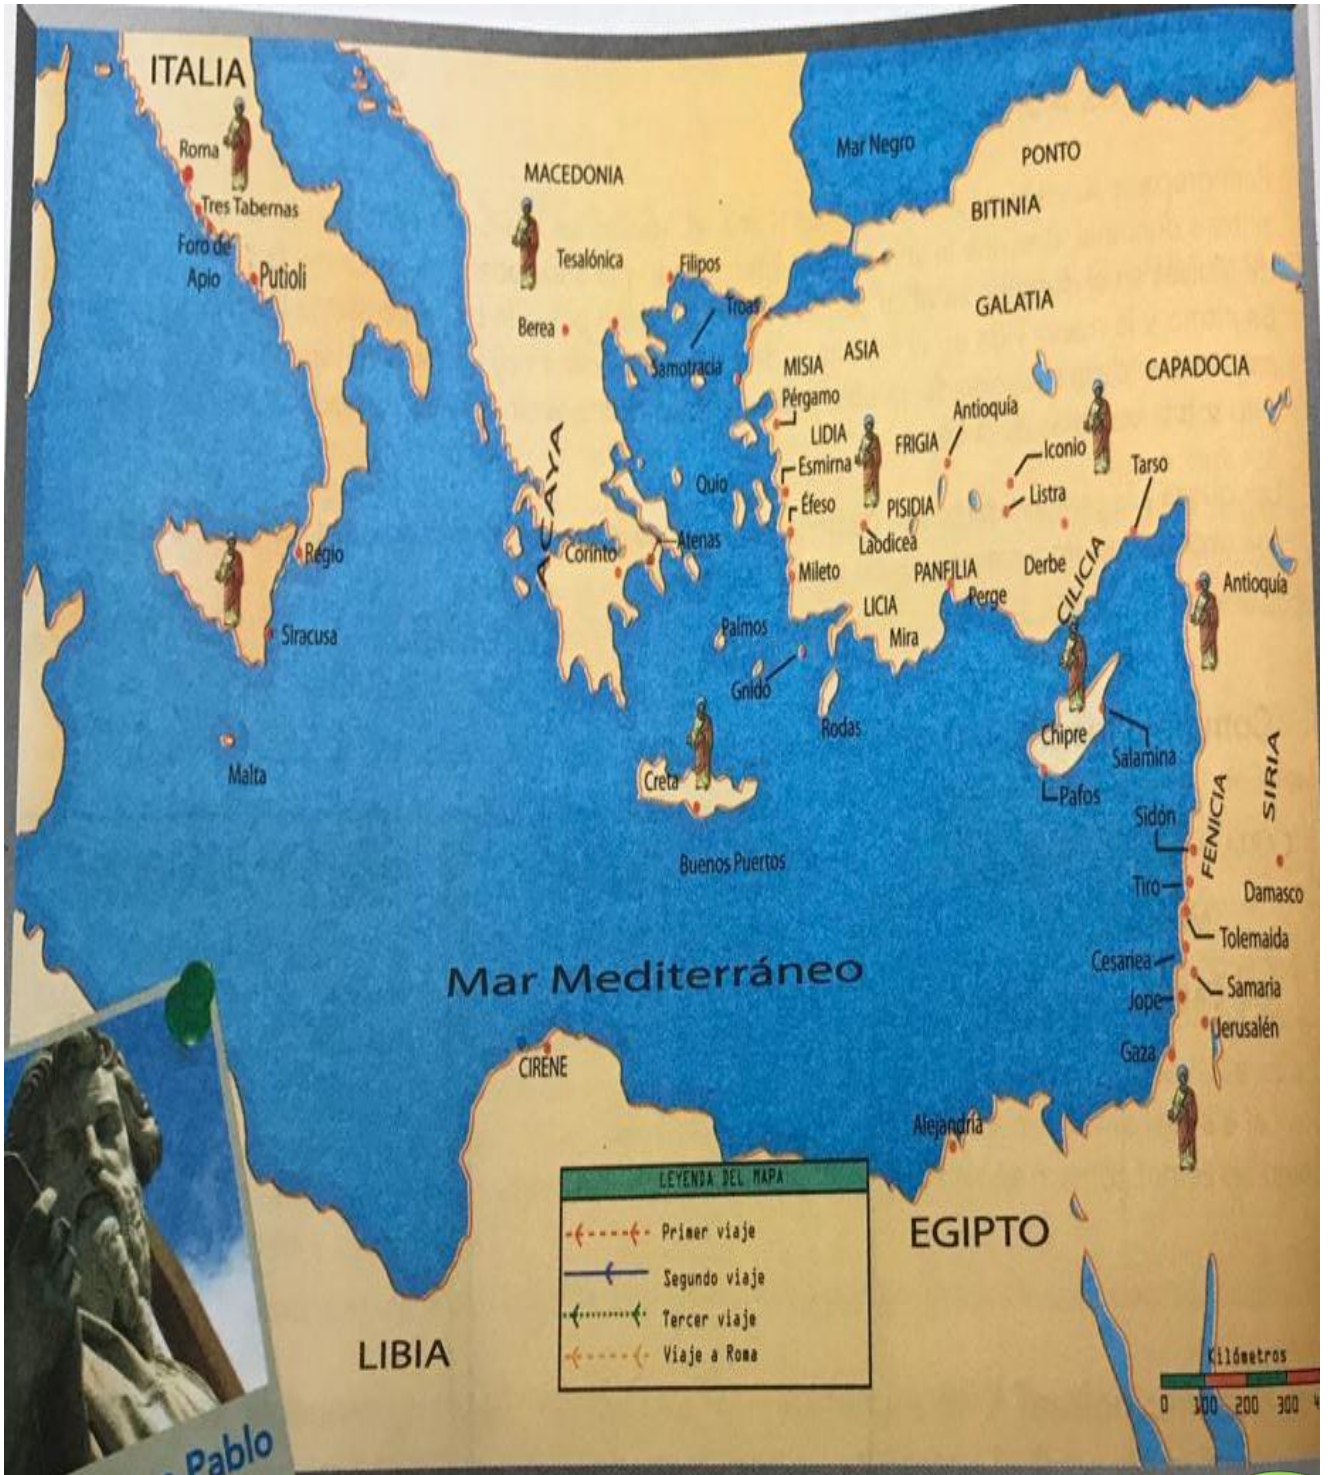 ITALIA
Roma
Tres Tabernas
Foro de
Apio
Putioli
MACEDONIA
Tesalónica
Filipos
Berea
Troas
Samotracia
Mar Negro
PONTO
BITINIA
GALATIA
ASIA
MISIA
CAPADOCIA
Pérgamo
Antioquía
LIDIA
FRIGIA
Iconio
Esmirna
Tarso
Quio
Listra
Éfeso
PISIDIA
ACAYA
Corinto
Atenas
Laodicea
Regio
Mileto
PANFILIA
Derbe
CILICIA
Antioquía
Perge
LICIA
Mira
Siracusa
Palmos
Gnido
Rodas
Chipre
Salamina
Malta
Creta
Pafos
SIRIA
Sidón
FENICIA
Buenos Puertos
Tiro
Damasco
Tolemaida
Cesariea
Mar Mediterráneo
Samaria
Jope
Jerusalén
Gaza
CIRENE
Alejandría
LEYENDA DEL MAPA
Primer viaje
Segundo viaje
Tercer viaje
Viaje a Roma
EGIPTO
LIBIA
Kilómetros
0 100 200 300
Pablo